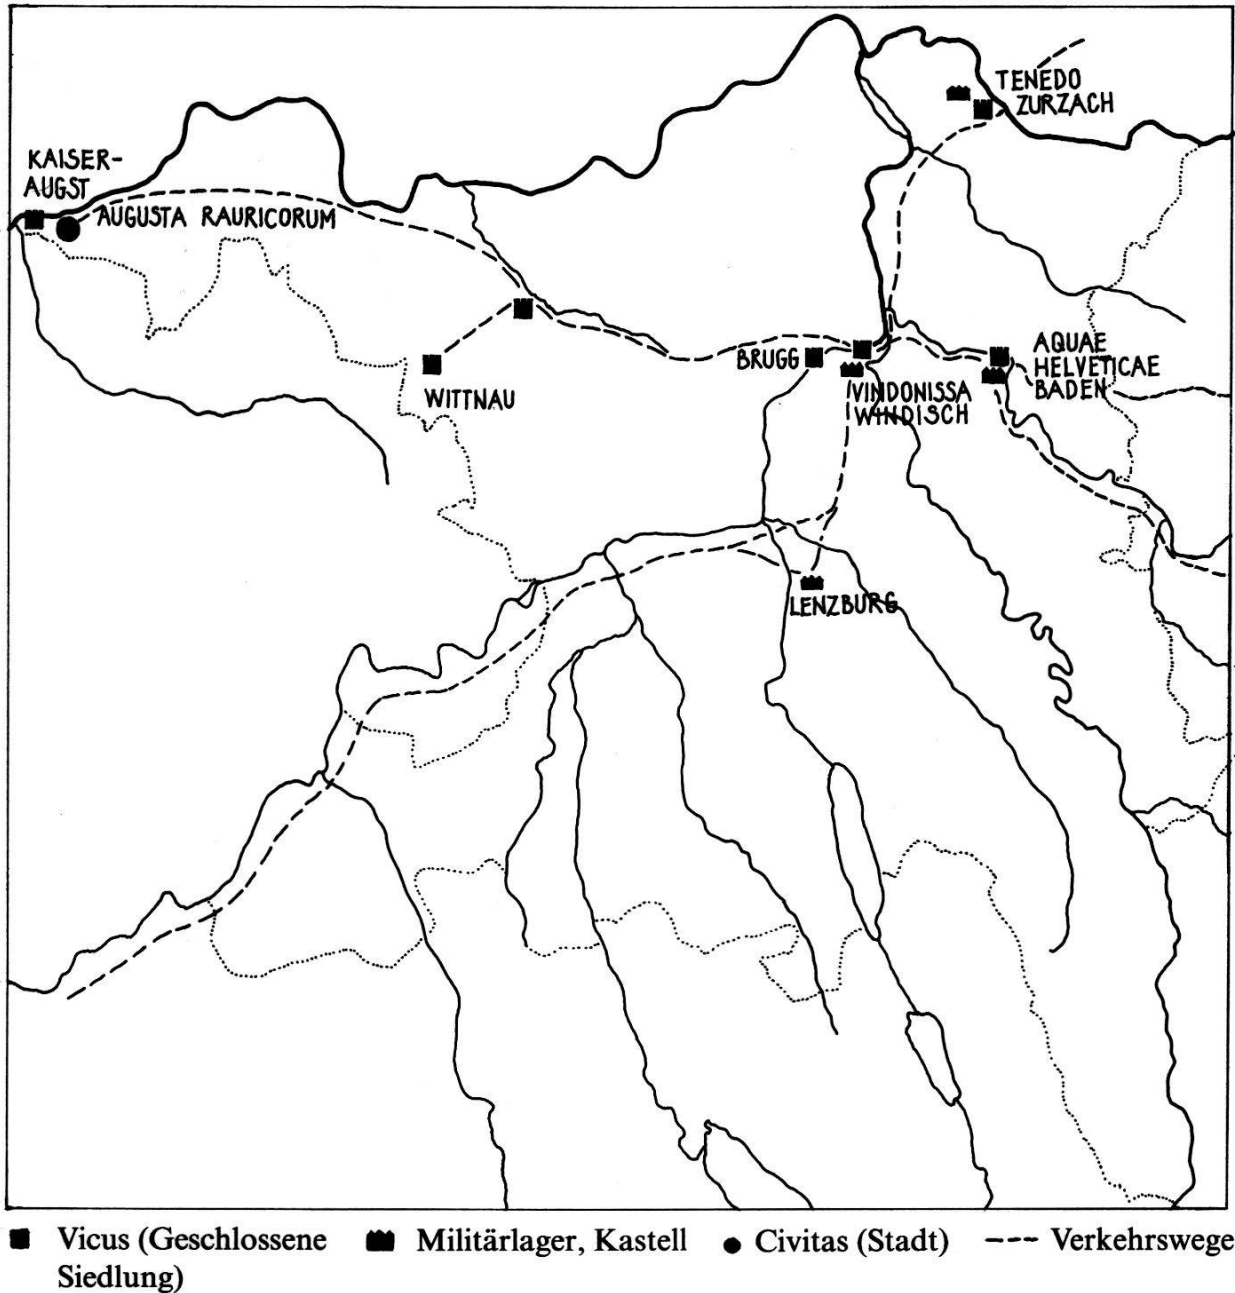 TENEDO
ZURZACH
KAISER-
AUGST
AUGUSTA RAURICORUM
BRUGG
AQUAE
HELVETICAE
BADEN
WITTNAU
VINDONISSA
WINDISCH
LENZBURG
Vicus (Geschlossene
Siedlung)
Militärlager, Kastell
Civitas (Stadt)
Verkehrswege